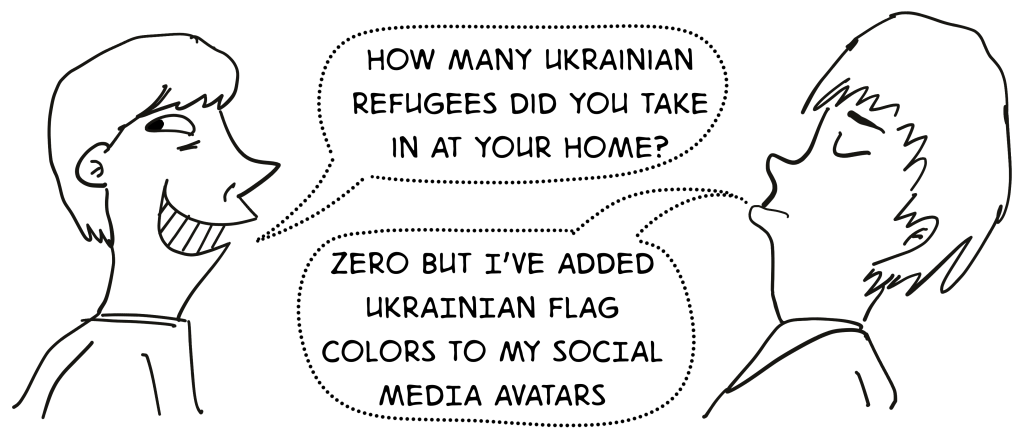 HOW MANY UKRAINIAN
REFUGEES DID YOU TAKE
IN AT YOUR HOME?
ZERO BUT I'VE ADDED
UKRAINIAN FLAG
COLORS TO MY SOCIAL
MEDIA AVATARS